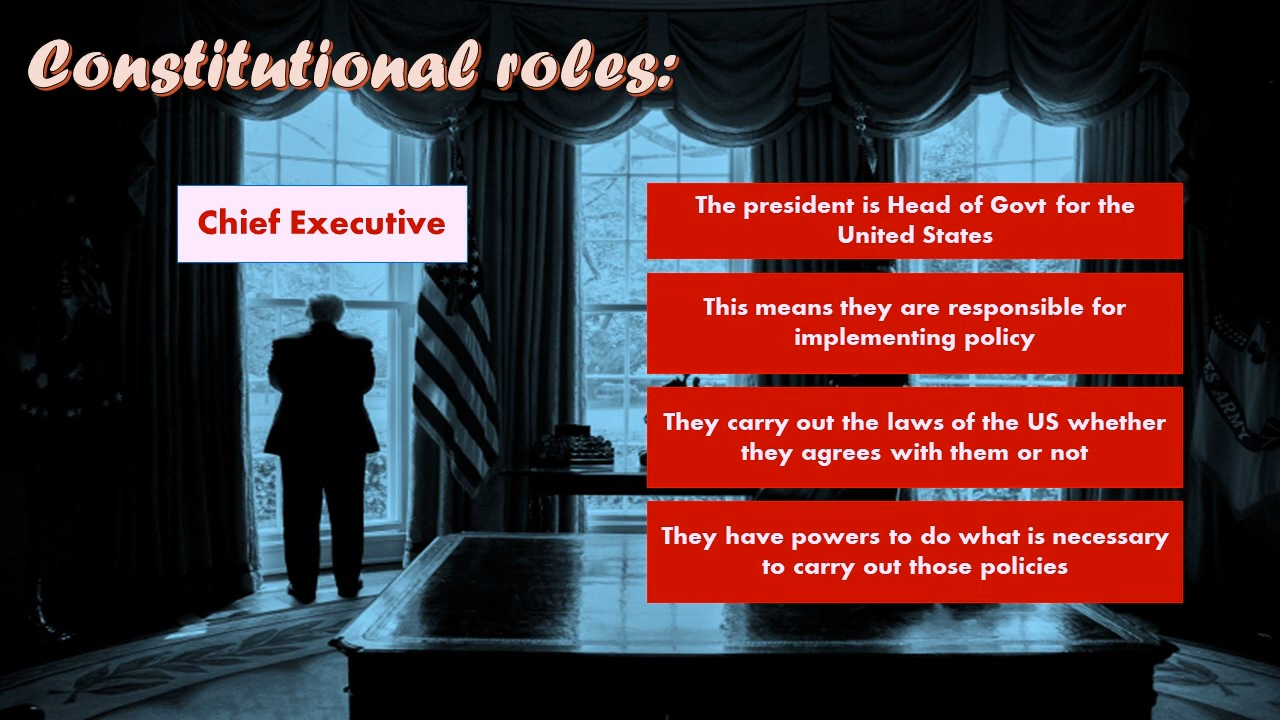 Constitutional roles:
Chief Executive
The president is Head of Govt for the
United States
This means they are responsible for
implementing policy
They carry out the laws of the US whether
they agrees with them or not
They have powers to do what is necessary
to carry out those policies
ES ARMY